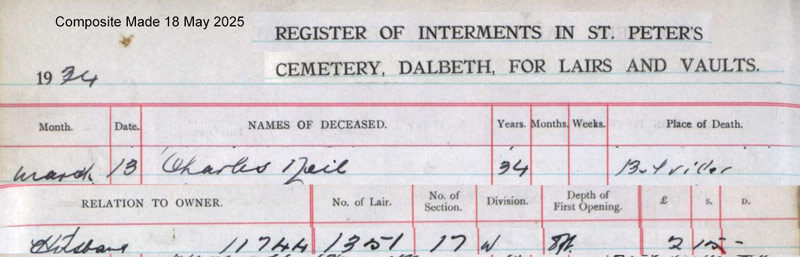 Composite Made 18 May 2025
REGISTER OF INTERMENTS IN ST. PETER'S
CEMETERY, DALBETH, FOR LAIRS AND VAULTS.
1934
Month. Date. NAMES OF DECEASED. Years. Months. Weeks. Place of Death.
March 13 Charles Neil 34
RELATION TO OWNER. No. of Lair. No. of Section. Division. Depth of First Opening. £ S. D.
Husband 11744 1351 17 W 2 15 -